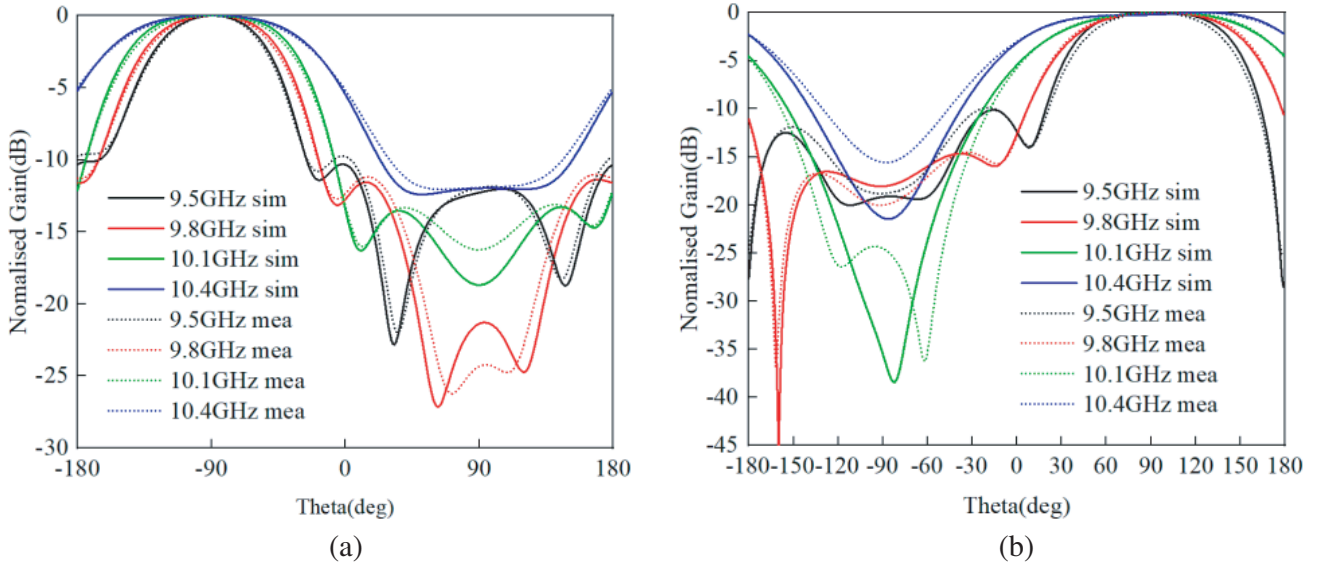 Nomalised Gain(dB)
0
-5
-10
-15
-20
-25
-30
9.5GHz sim
9.8GHz sim
10.1GHz sim
10.4GHz sim
9.5GHz mea
9.8GHz mea
10.1GHz mea
10.4GHz mea
-180 -90 0 90 180
Theta(deg)
(a)
Nomalised Gain(dB)
0
-5
-10
-15
-20
-25
-30
-35
-40
-45
9.5GHz sim
9.8GHz sim
10.1GHz sim
10.4GHz sim
9.5GHz mea
9.8GHz mea
10.1GHz mea
10.4GHz mea
-180 -150 -120 -90 -60 -30 0 30 60 90 120 150 180
Theta(deg)
(b)